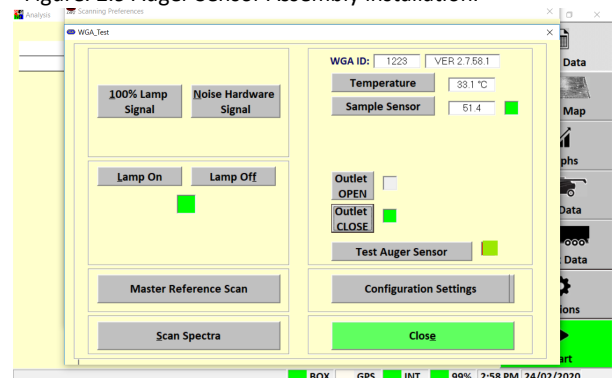 Figure. 2.3 Auger Sensor Assembly Installation.
Analysis
Scanning Preferences
WGA_Test
WGA ID: 1223 VER 2.7.58.1
Data
100% Lamp Signal
Noise Hardware Signal
Temperature 33.1 °C
Sample Sensor 51.4
Map
phs
Lamp On Lamp Off
Outlet OPEN
Outlet CLOSE
Data
Test Auger Sensor
Data
Master Reference Scan
Configuration Settings
ions
Scan Spectra
Close
art
BOX GPS INT 99% 2:58 PM 24/02/2020